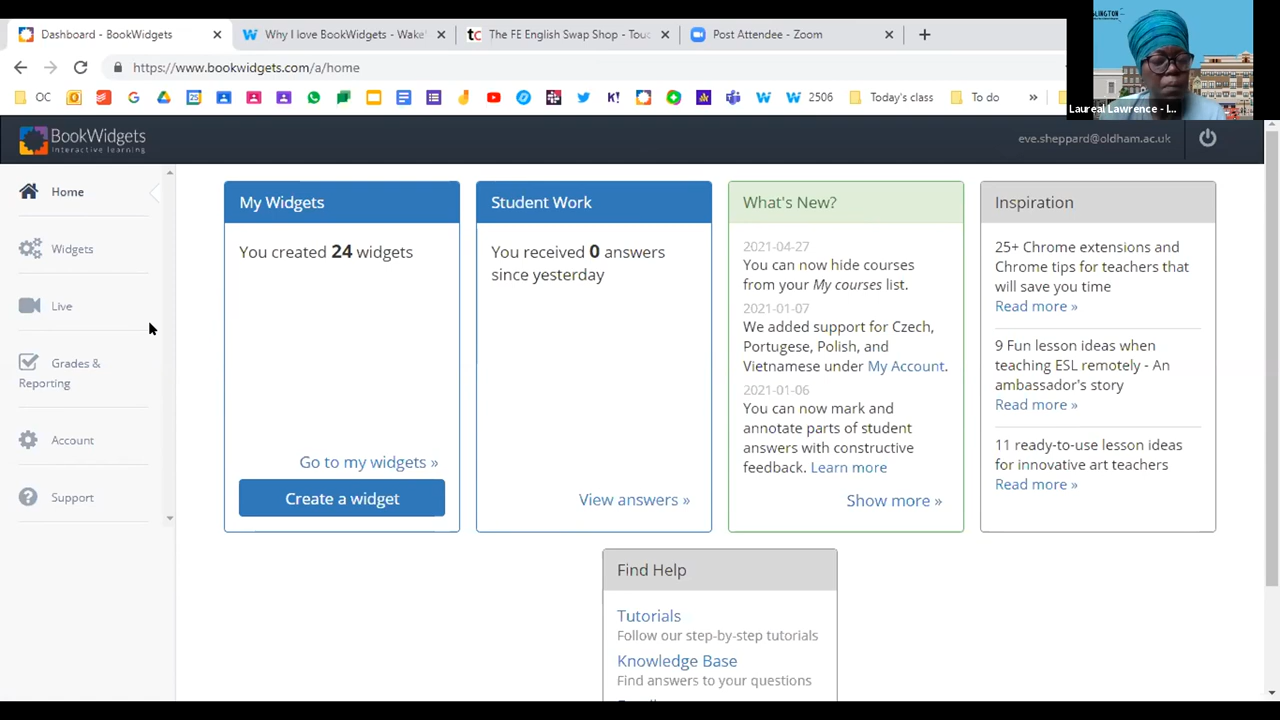 Dashboard - BookWidgets
Why I love BookWidgets - Wake
The FE English Swap Shop - Touc
Post Attendee - Zoom
https://www.bookwidgets.com/a/home
OC
2506
Today's class
To do
»
Laureal Lawrence - I...
BookWidgets
interactive learning
eve.sheppard@oldham.ac.uk
Home
Widgets
Live
Grades &
Reporting
Account
Support
My Widgets
You created 24 widgets
Go to my widgets »
Create a widget
Student Work
You received 0 answers
since yesterday
View answers »
What's New?
2021-04-27
You can now hide courses
from your My courses list.
2021-01-07
We added support for Czech,
Portugese, Polish, and
Vietnamese under My Account.
2021-01-06
You can now mark and
annotate parts of student
answers with constructive
feedback. Learn more
Show more »
Inspiration
25+ Chrome extensions and
Chrome tips for teachers that
will save you time
Read more »
9 Fun lesson ideas when
teaching ESL remotely - An
ambassador's story
Read more »
11 ready-to-use lesson ideas
for innovative art teachers
Read more »
Find Help
Tutorials
Follow our step-by-step tutorials
Knowledge Base
Find answers to your questions